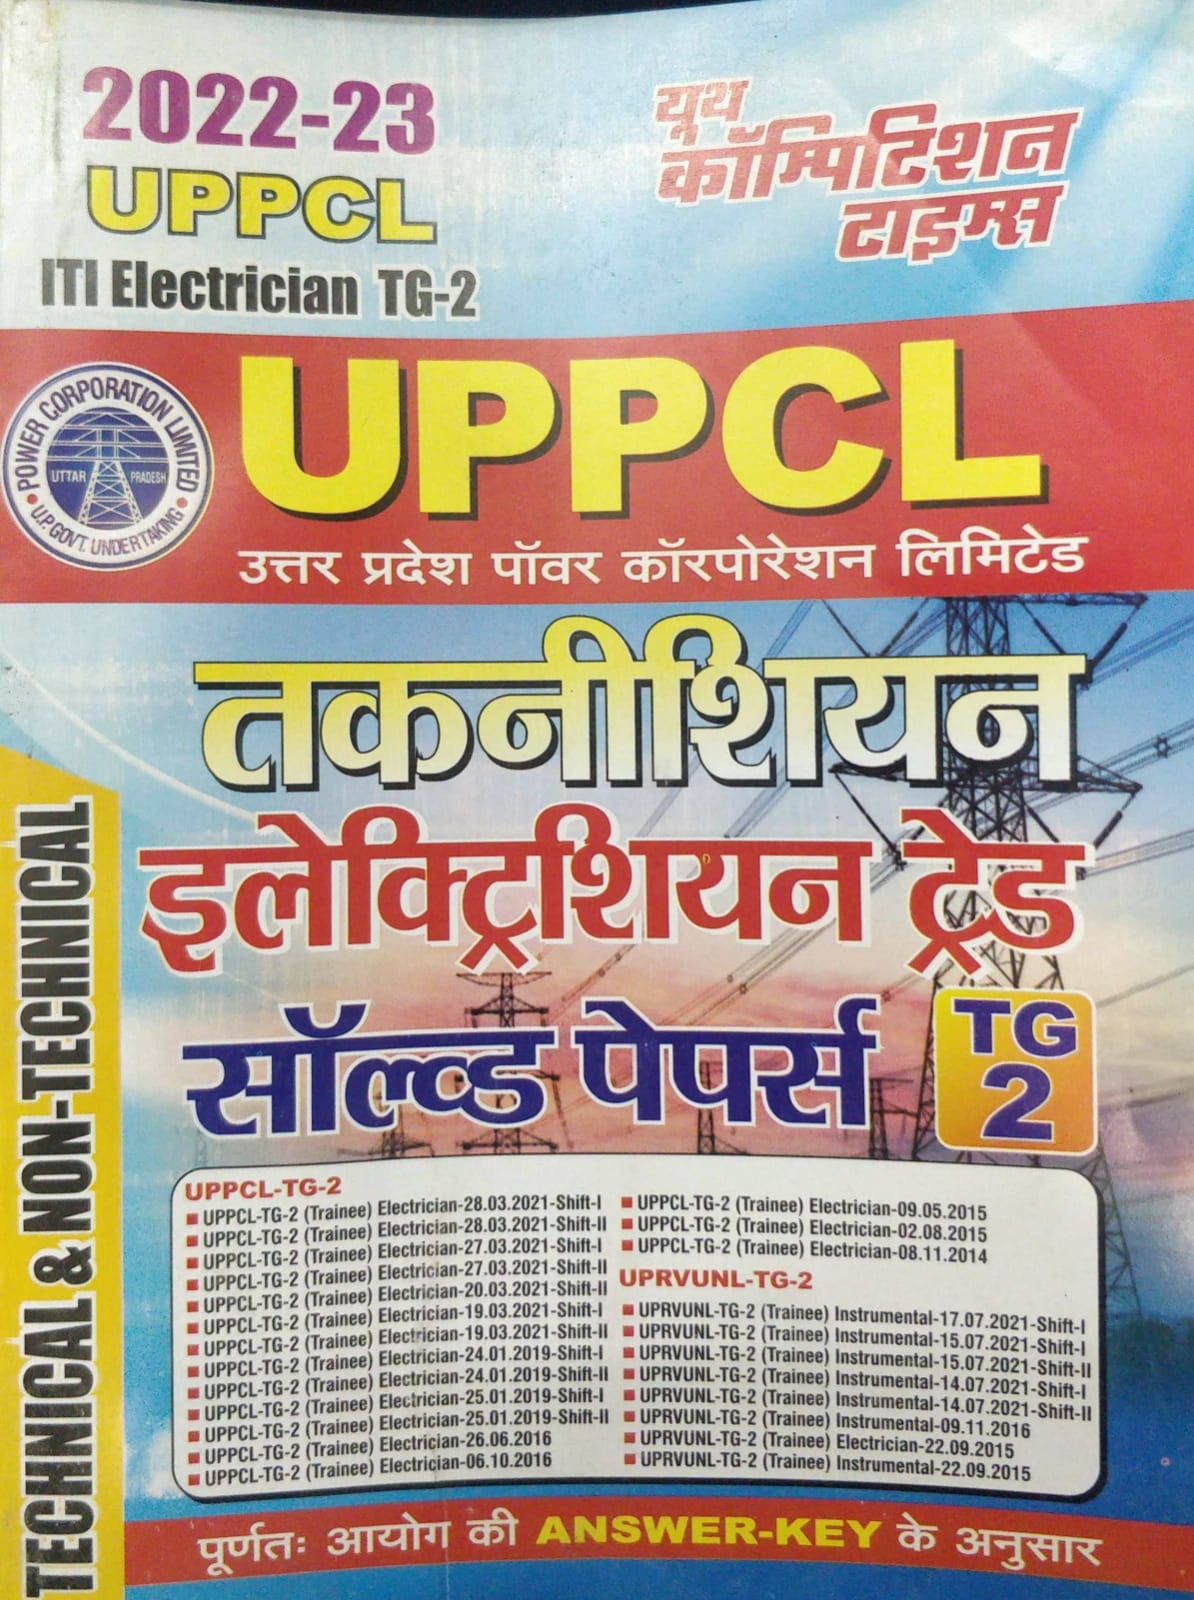 2022-23
UPPCL
ITI Electrician TG-2
यूथ
कॉम्पिटिशन
टाइम्स
POWER CORPORATION LIMITED
UTTAR PRADESH
U.P. GOVT. UNDERTAKING
UPPCL
उत्तर प्रदेश पॉवर कॉरपोरेशन लिमिटेड
तकनीशियन
इलेक्ट्रिशियन ट्रेड
सॉल्व्ड पेपर्स
TG
2
TECHNICAL & NON-TECHNICAL
UPPCL-TG-2
UPPCL-TG-2 (Trainee) Electrician-28.03.2021-Shift-I
UPPCL-TG-2 (Trainee) Electrician-28.03.2021-Shift-II
UPPCL-TG-2 (Trainee) Electrician-27.03.2021-Shift-I
UPPCL-TG-2 (Trainee) Electrician-27.03.2021-Shift-II
UPPCL-TG-2 (Trainee) Electrician-20.03.2021-Shift-II
UPPCL-TG-2 (Trainee) Electrician-19.03.2021-Shift-I
UPPCL-TG-2 (Trainee) Electrician-19.03.2021-Shift-II
UPPCL-TG-2 (Trainee) Electrician-24.01.2019-Shift-I
UPPCL-TG-2 (Trainee) Electrician-24.01.2019-Shift-II
UPPCL-TG-2 (Trainee) Electrician-25.01.2019-Shift-I
UPPCL-TG-2 (Trainee) Electrician-25.01.2019-Shift-II
UPPCL-TG-2 (Trainee) Electrician-26.06.2016
UPPCL-TG-2 (Trainee) Electrician-06.10.2016
UPPCL-TG-2 (Trainee) Electrician-09.05.2015
UPPCL-TG-2 (Trainee) Electrician-02.08.2015
UPPCL-TG-2 (Trainee) Electrician-08.11.2014
UPRVUNL-TG-2
UPRVUNL-TG-2 (Trainee) Instrumental-17.07.2021-Shift-I
UPRVUNL-TG-2 (Trainee) Instrumental-15.07.2021-Shift-I
UPRVUNL-TG-2 (Trainee) Instrumental-15.07.2021-Shift-II
UPRVUNL-TG-2 (Trainee) Instrumental-14.07.2021-Shift-I
UPRVUNL-TG-2 (Trainee) Instrumental-14.07.2021-Shift-II
UPRVUNL-TG-2 (Trainee) Instrumental-09.11.2016
UPRVUNL-TG-2 (Trainee) Electrician-22.09.2015
UPRVUNL-TG-2 (Trainee) Instrumental-22.09.2015
पूर्णतः आयोग की ANSWER-KEY के अनुसार